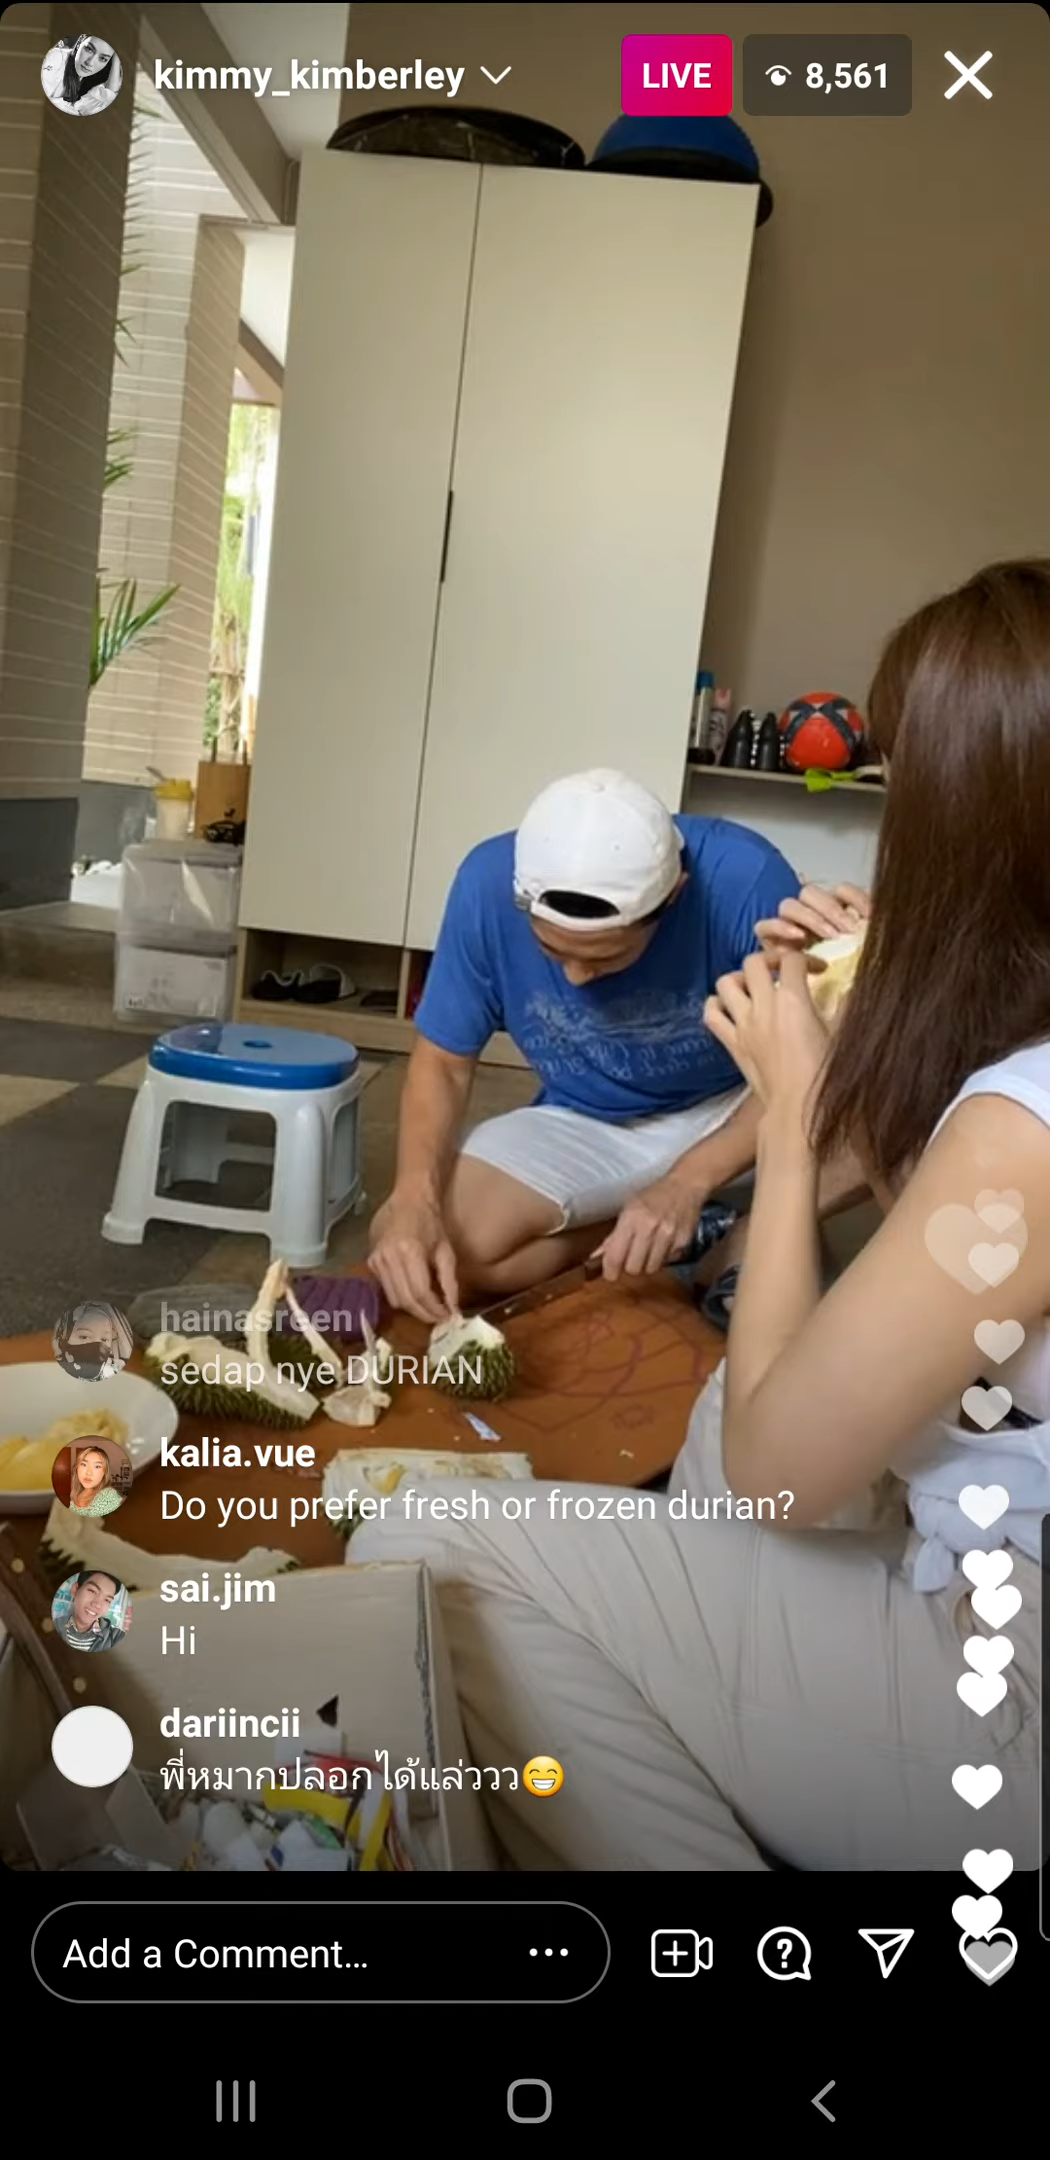 kimmy_kimberley
LIVE
8,561
hainasreen
sedap nye DURIAN
kalia.vue
Do you prefer fresh or frozen durian?
sai.jim
Hi
dariincii
พี่หมากปลอกได้แล่ววว😁
Add a Comment...